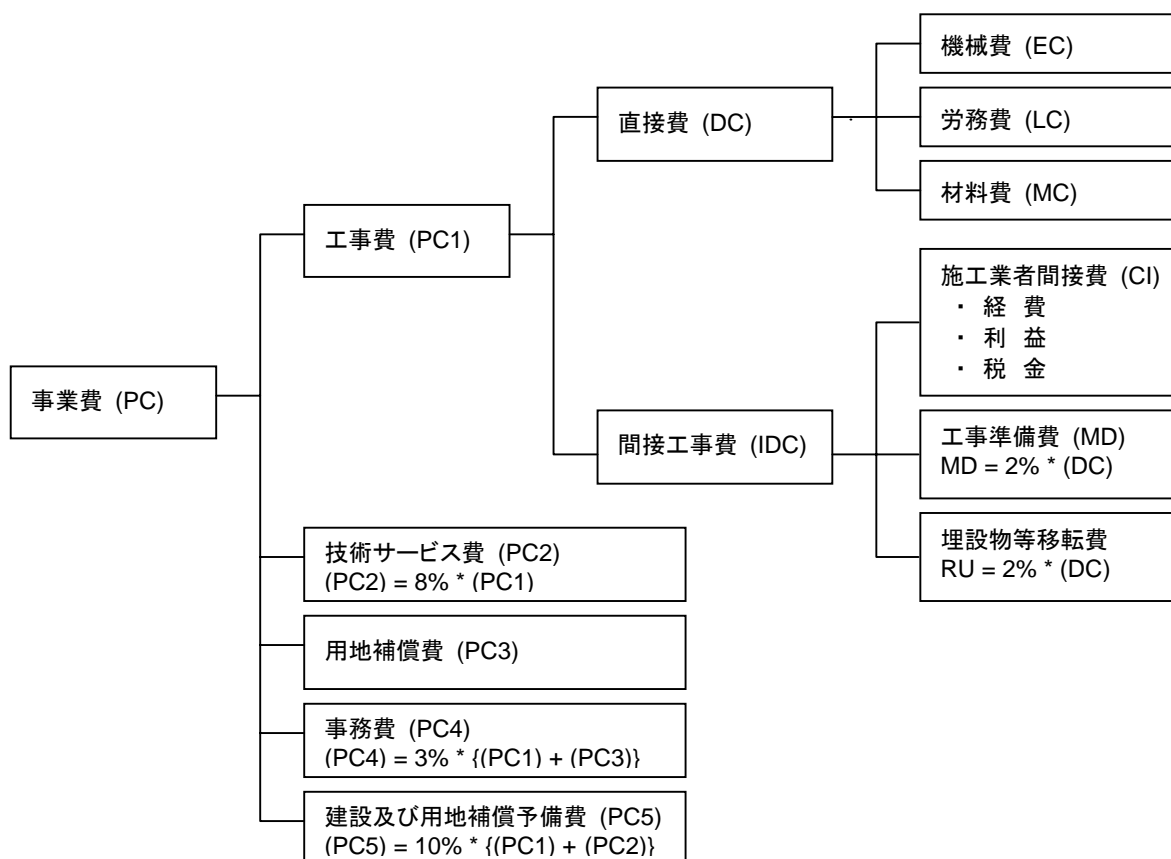 事業費 (PC)
工事費 (PC1)
直接費 (DC)
機械費 (EC)
労務費 (LC)
材料費 (MC)
間接工事費 (IDC)
施工業者間接費 (CI)
・ 経 費
・ 利 益
・ 税 金
工事準備費 (MD)
MD = 2% * (DC)
埋設物等移転費
RU = 2% * (DC)
技術サービス費 (PC2)
(PC2) = 8% * (PC1)
用地補償費 (PC3)
事務費 (PC4)
(PC4) = 3% * {(PC1) + (PC3)}
建設及び用地補償予備費 (PC5)
(PC5) = 10% * {(PC1) + (PC2)}